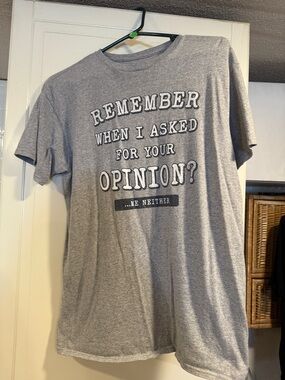 REMEMBER
WHEN I ASKED
FOR YOUR
OPINION?
...ME NEITHER